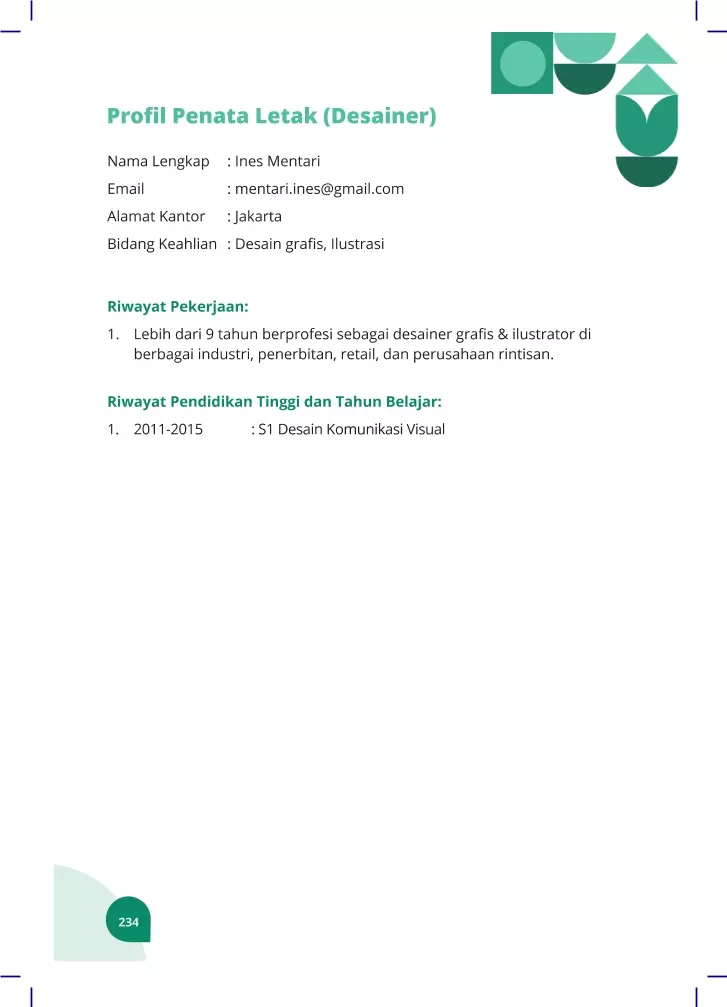 Profil Penata Letak (Desainer)
Nama Lengkap : Ines Mentari
Email : mentari.ines@gmail.com
Alamat Kantor : Jakarta
Bidang Keahlian : Desain grafis, Ilustrasi
Riwayat Pekerjaan:
1. Lebih dari 9 tahun berprofesi sebagai desainer grafis & ilustrator di
berbagai industri, penerbitan, retail, dan perusahaan rintisan.
Riwayat Pendidikan Tinggi dan Tahun Belajar:
1. 2011-2015 : S1 Desain Komunikasi Visual
234